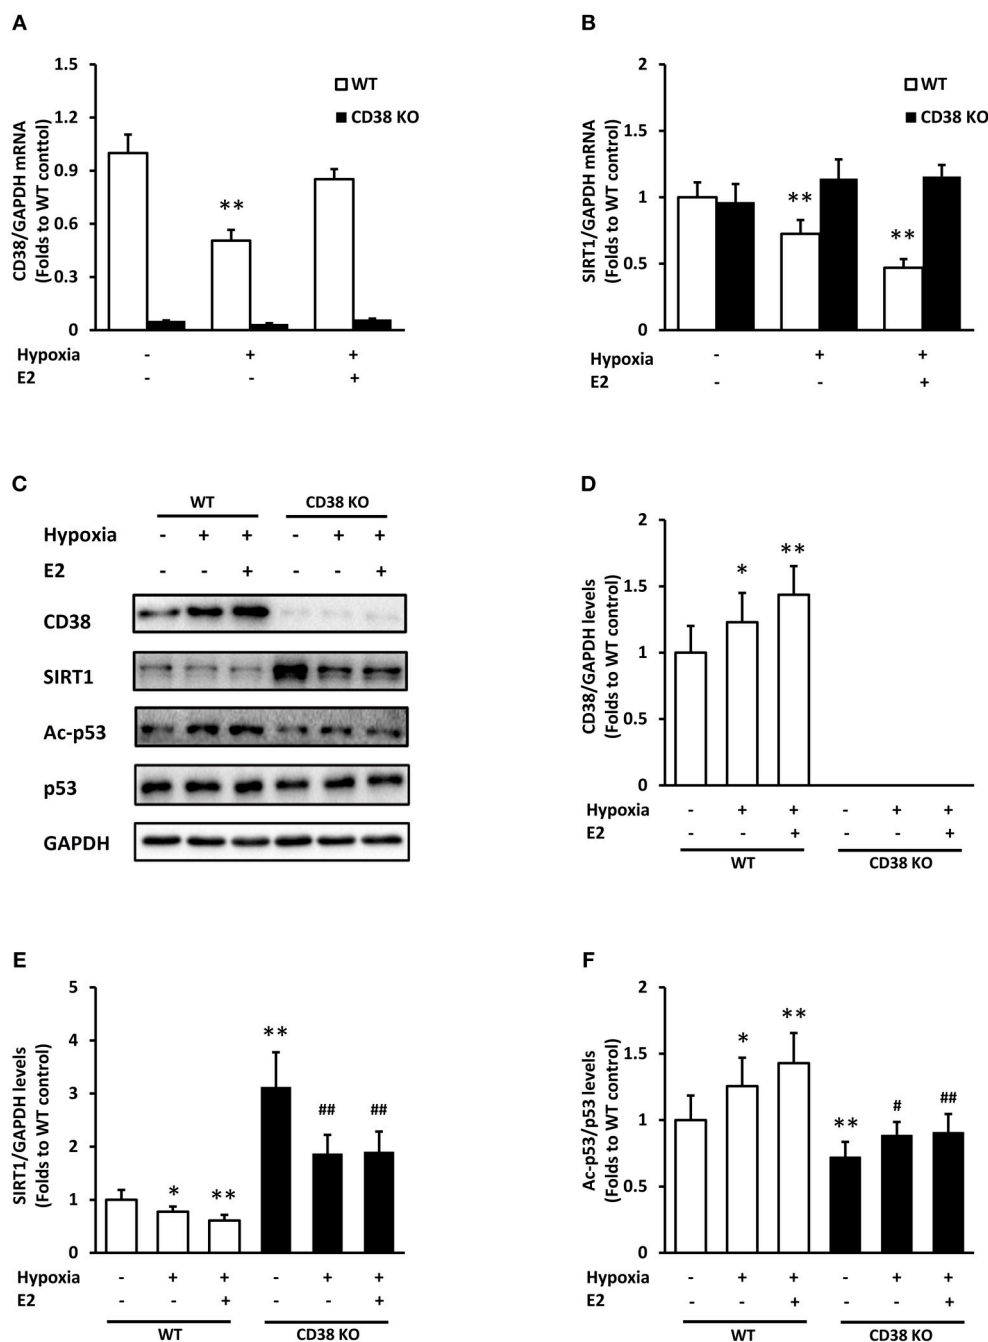 A
CD38/GAPDH mRNA
(Folds to WT conttol)
1.5
1.2
0.9
0.6
0.3
0
WT
CD38 KO
**
Hypoxia - + +
E2 - - +
B
SIRT1/GAPDH mRNA
(Folds to WT control)
2
1.5
1
0.5
0
WT
CD38 KO
**
**
Hypoxia - + +
E2 - - +
C
WT CD38 KO
Hypoxia - + + - + +
E2 - - + - - +
CD38
SIRT1
Ac-p53
p53
GAPDH
D
CD38/GAPDH levels
(Folds to WT control)
2
1.5
1
0.5
0
*
**
Hypoxia - + + - + +
E2 - - + - - +
WT CD38 KO
E
SIRT1/GAPDH levels
(Folds to WT control)
5
4
3
2
1
0
*
**
**
##
##
Hypoxia - + + - + +
E2 - - + - - +
WT CD38 KO
F
Ac-p53/p53 levels
(Folds to WT control)
2
1.5
1
0.5
0
*
**
**
#
##
Hypoxia - + + - + +
E2 - - + - - +
WT CD38 KO